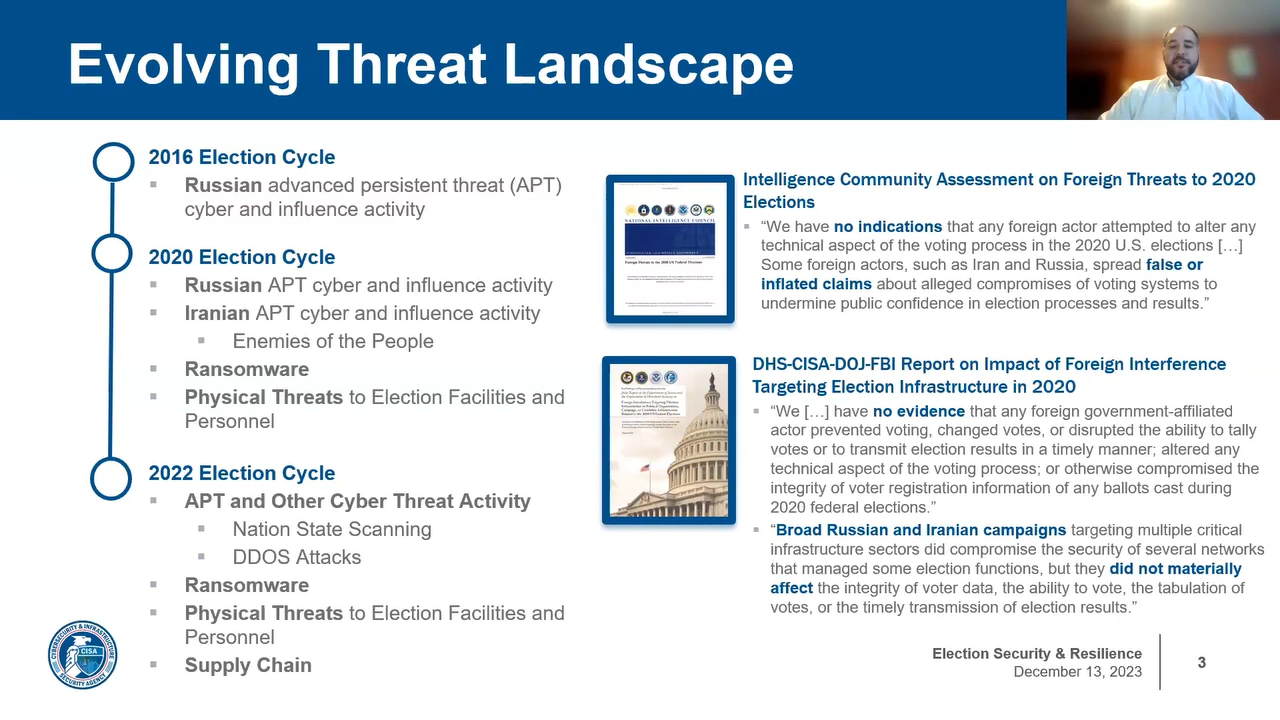 Evolving Threat Landscape
2016 Election Cycle
▪ Russian advanced persistent threat (APT)
cyber and influence activity
2020 Election Cycle
▪ Russian APT cyber and influence activity
▪ Iranian APT cyber and influence activity
▪ Enemies of the People
▪ Ransomware
▪ Physical Threats to Election Facilities and
Personnel
2022 Election Cycle
▪ APT and Other Cyber Threat Activity
▪ Nation State Scanning
▪ DDOS Attacks
▪ Ransomware
▪ Physical Threats to Election Facilities and
Personnel
▪ Supply Chain
CYBERSECURITY & INFRASTRUCTURE
CISA
SECURITY AGENCY
NATIONAL INTELLIGENCE COUNCIL
Foreign Threats to the 2020 US Federal Elections
Intelligence Community Assessment on Foreign Threats to 2020
Elections
▪ “We have no indications that any foreign actor attempted to alter any
technical aspect of the voting process in the 2020 U.S. elections […]
Some foreign actors, such as Iran and Russia, spread false or
inflated claims about alleged compromises of voting systems to
undermine public confidence in election processes and results.”
DHS-CISA-DOJ-FBI Report on Impact of Foreign Interference
Targeting Election Infrastructure in 2020
▪ “We […] have no evidence that any foreign government-affiliated
actor prevented voting, changed votes, or disrupted the ability to tally
votes or to transmit election results in a timely manner; altered any
technical aspect of the voting process; or otherwise compromised the
integrity of voter registration information of any ballots cast during
2020 federal elections.”
▪ “Broad Russian and Iranian campaigns targeting multiple critical
infrastructure sectors did compromise the security of several networks
that managed some election functions, but they did not materially
affect the integrity of voter data, the ability to vote, the tabulation of
votes, or the timely transmission of election results.”
Election Security & Resilience
December 13, 2023
3